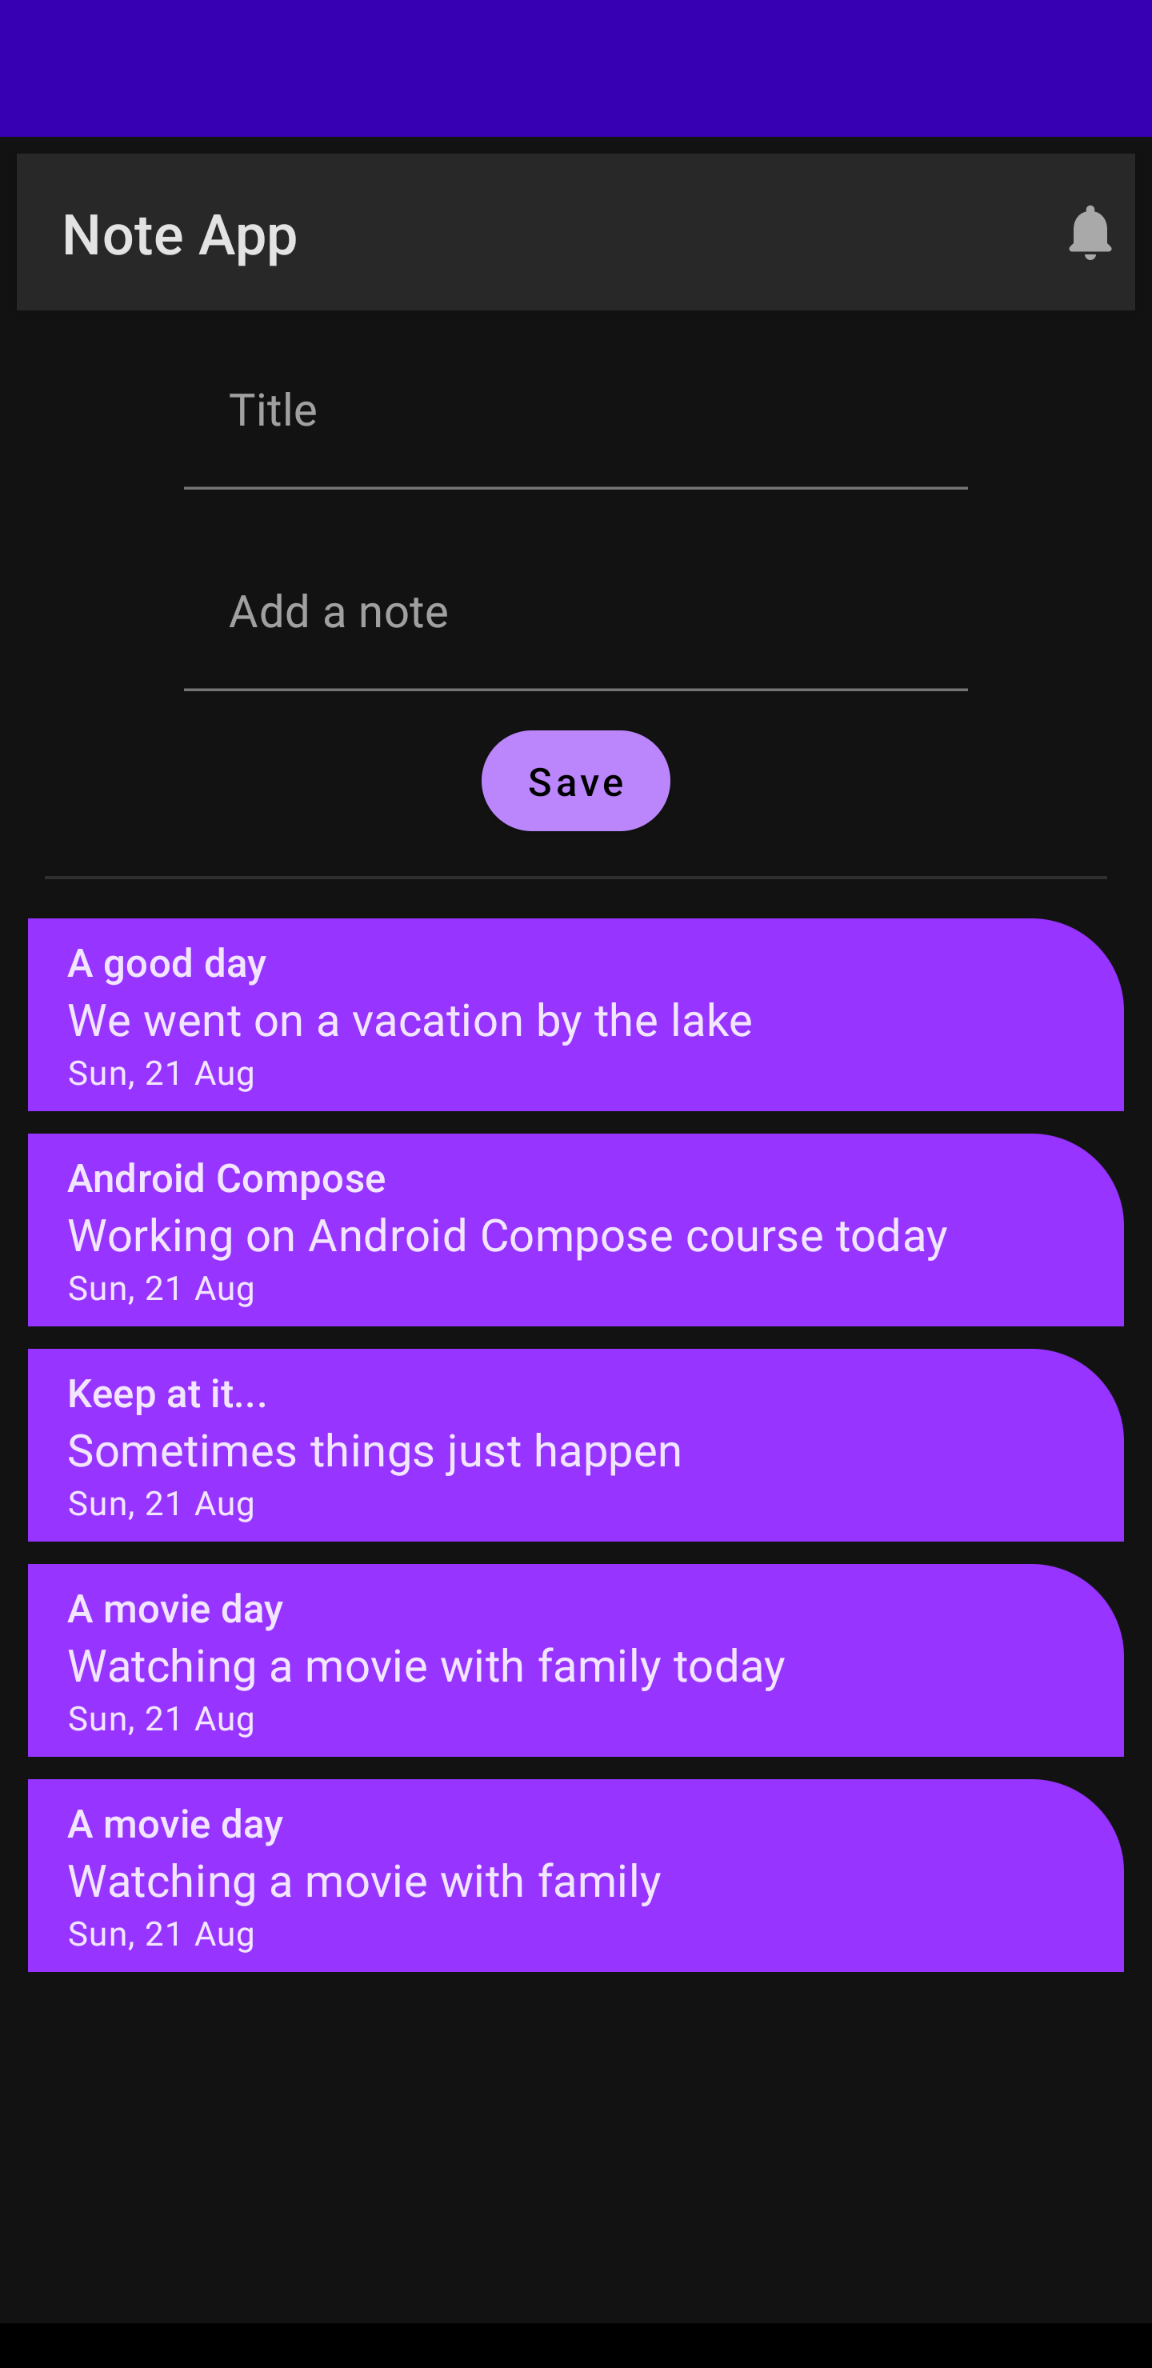 Note App
Title
Add a note
Save
A good day
We went on a vacation by the lake
Sun, 21 Aug
Android Compose
Working on Android Compose course today
Sun, 21 Aug
Keep at it...
Sometimes things just happen
Sun, 21 Aug
A movie day
Watching a movie with family today
Sun, 21 Aug
A movie day
Watching a movie with family
Sun, 21 Aug